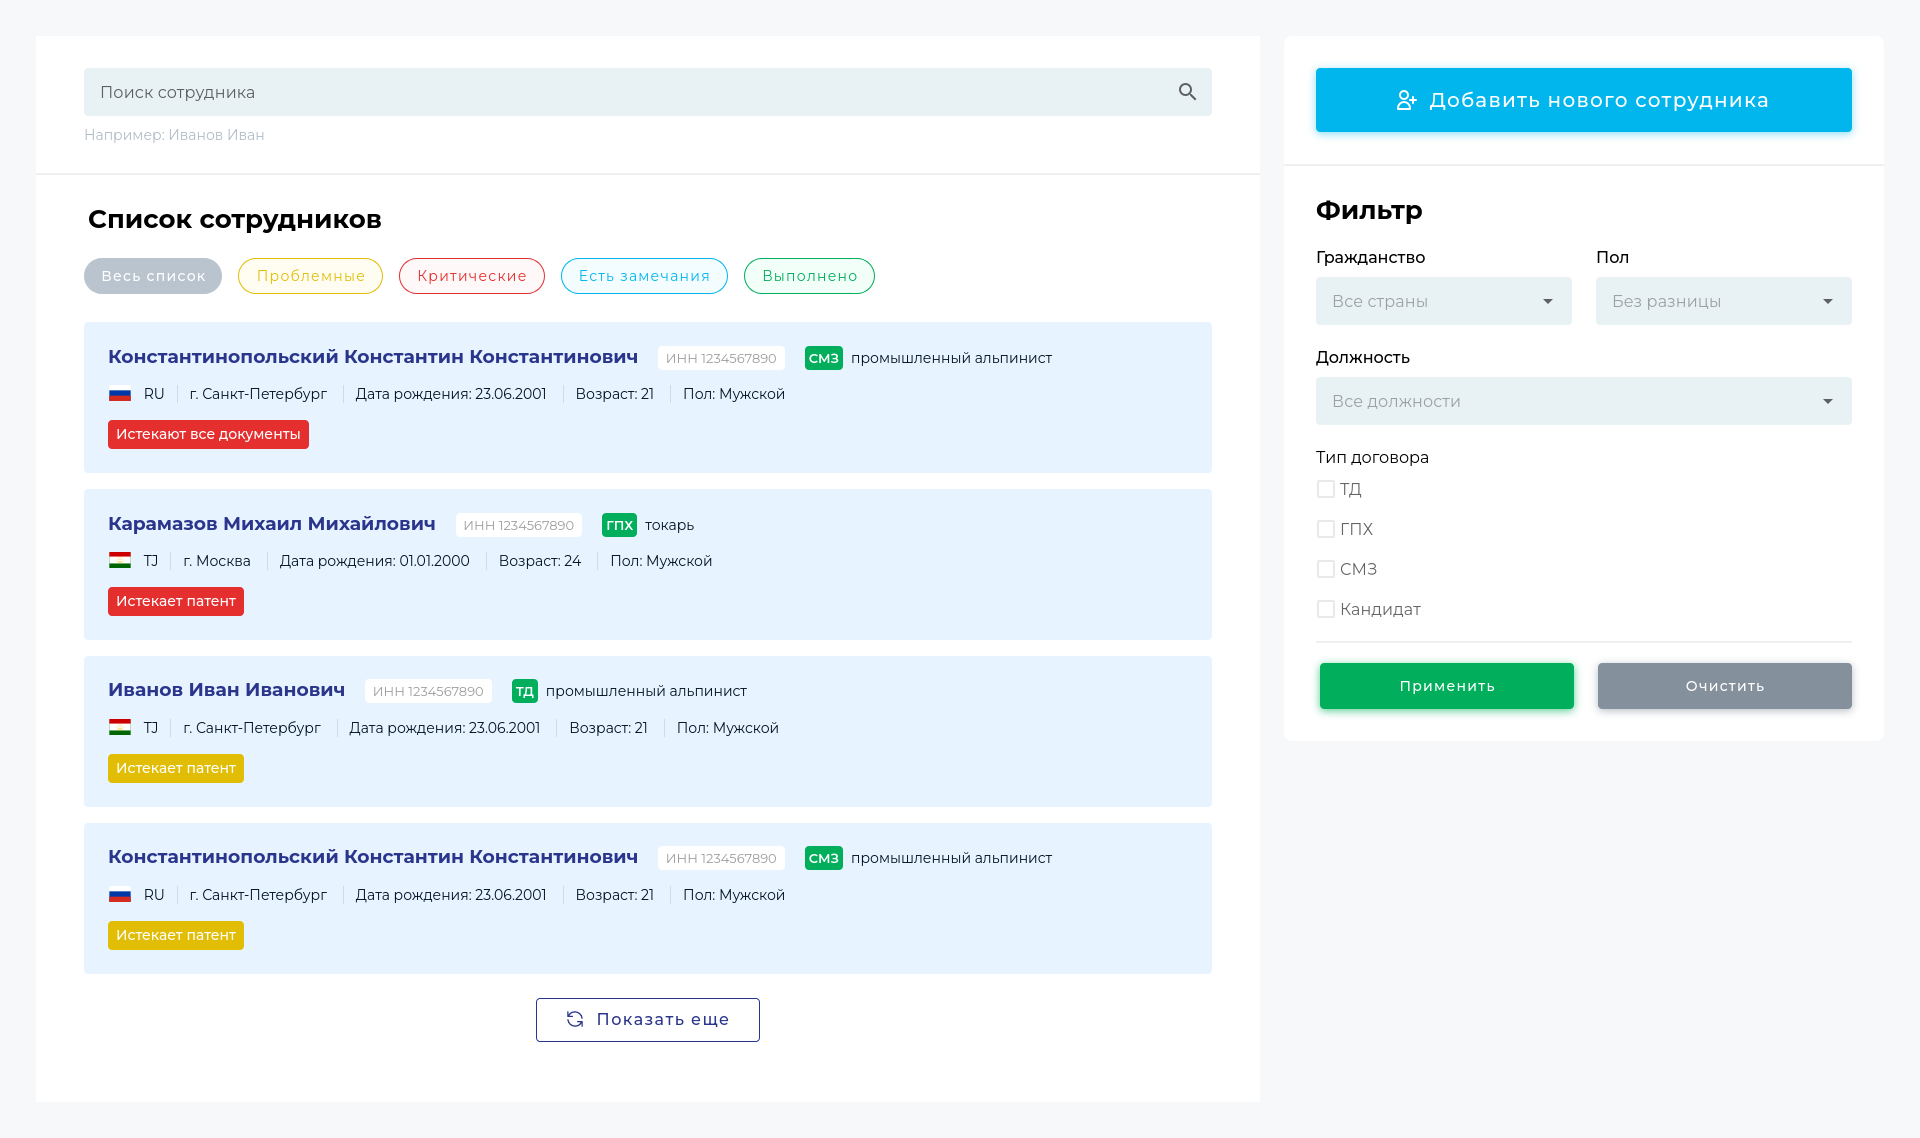 Поиск сотрудника
Например: Иванов Иван
Список сотрудников
Весь список Проблемные Критические Есть замечания Выполнено
Константинопольский Константин Константинович ИНН 1234567890 СМЗ промышленный альпинист
RU г. Санкт-Петербург Дата рождения: 23.06.2001 Возраст: 21 Пол: Мужской
Истекают все документы
Карамазов Михаил Михайлович ИНН 1234567890 ГПХ токарь
TJ г. Москва Дата рождения: 01.01.2000 Возраст: 24 Пол: Мужской
Истекает патент
Иванов Иван Иванович ИНН 1234567890 ТД промышленный альпинист
TJ г. Санкт-Петербург Дата рождения: 23.06.2001 Возраст: 21 Пол: Мужской
Истекает патент
Константинопольский Константин Константинович ИНН 1234567890 СМЗ промышленный альпинист
RU г. Санкт-Петербург Дата рождения: 23.06.2001 Возраст: 21 Пол: Мужской
Истекает патент
Показать еще
Добавить нового сотрудника
Фильтр
Гражданство Пол
Все страны Без разницы
Должность
Все должности
Тип договора
ТД
ГПХ
СМЗ
Кандидат
Применить Очистить